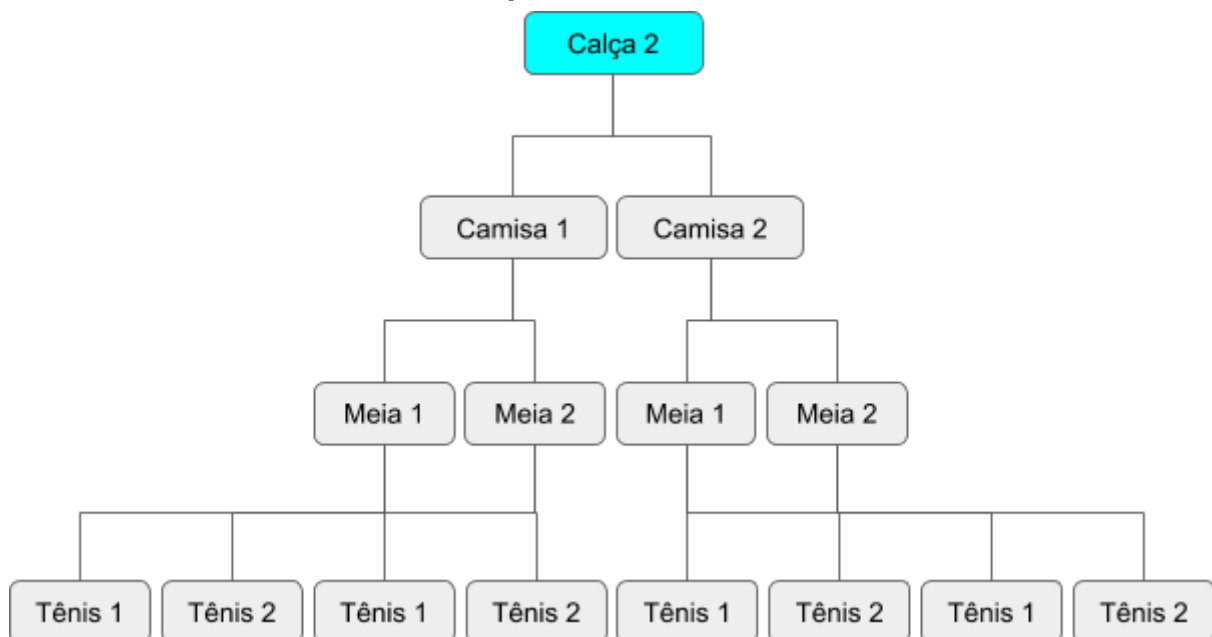 Calça 2
Camisa 1 Camisa 2
Meia 1 Meia 2 Meia 1 Meia 2
Tênis 1 Tênis 2 Tênis 1 Tênis 2 Tênis 1 Tênis 2 Tênis 1 Tênis 2